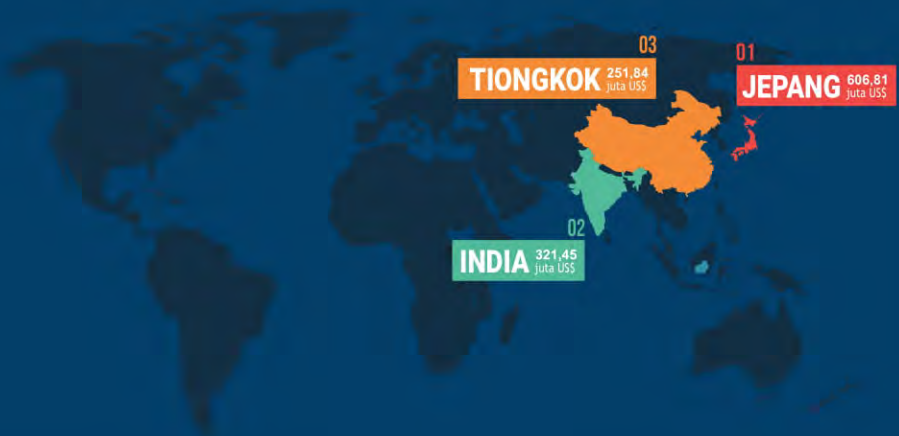 03
TIONGKOK 251,84
juta US$
01
JEPANG 606,81
juta US$
02
INDIA 321,45
juta US$